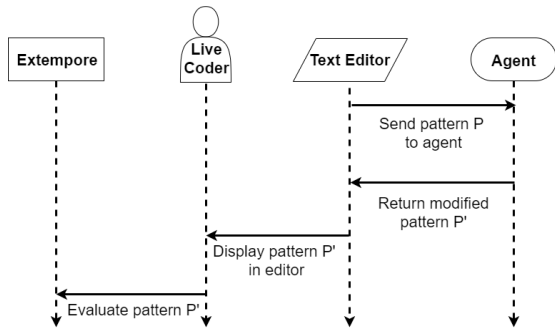 Extempore
Live
Coder
Text Editor
Agent
Send pattern P
to agent
Return modified
pattern P'
Display pattern P'
in editor
Evaluate pattern P'